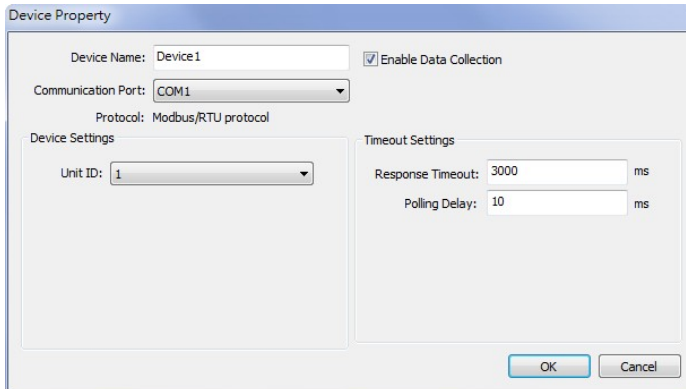 Device Property
Device Name: Device1
Enable Data Collection
Communication Port: COM1
Protocol: Modbus/RTU protocol
Device Settings
Unit ID: 1
Timeout Settings
Response Timeout: 3000 ms
Polling Delay: 10 ms
OK
Cancel